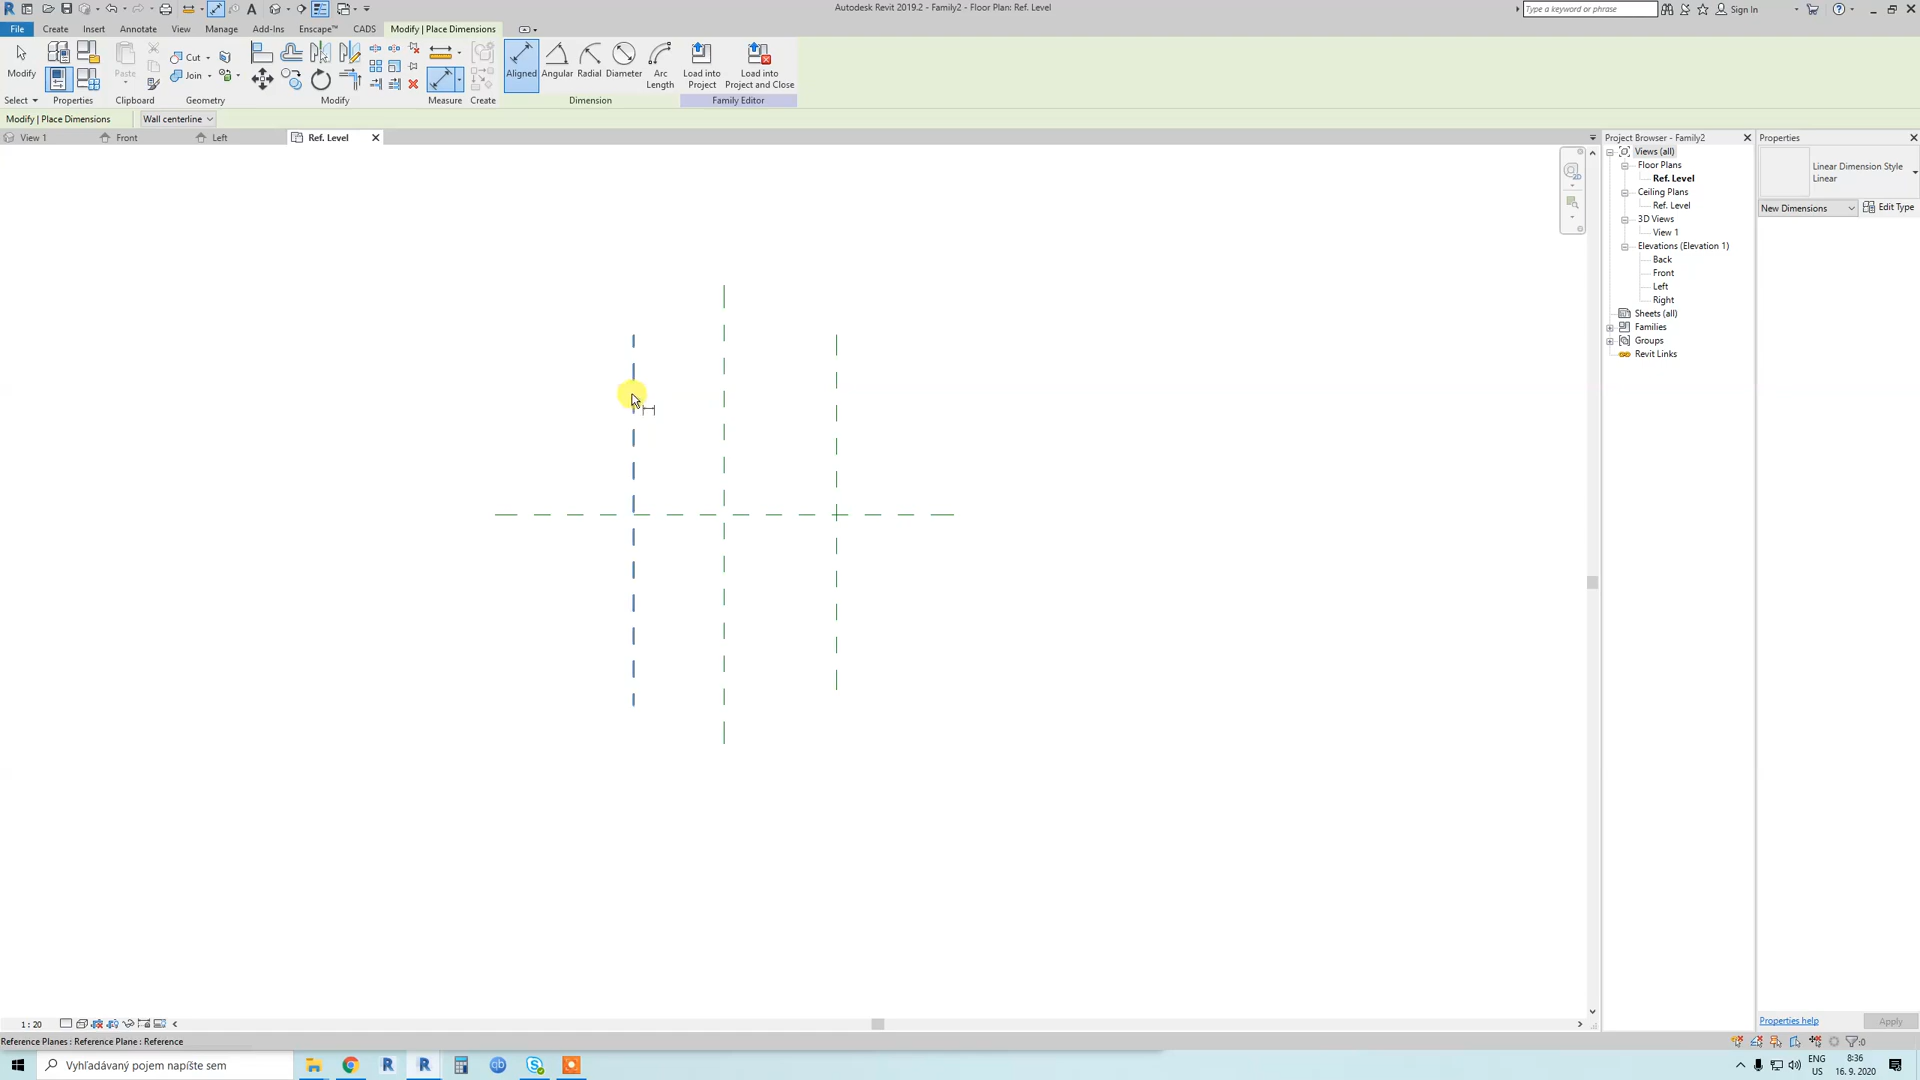 Autodesk Revit 2019.2 - Family2 - Floor Plan: Ref. Level
Type a keyword or phrase
Sign In
File Create Insert Annotate View Manage Add-Ins Enscape™ CADS Modify | Place Dimensions
Modify
Paste
Cut
Join
Aligned Angular Radial Diameter Arc Length
Load into Project
Load into Project and Close
Select Properties Clipboard Geometry Modify Measure Create Dimension Family Editor
Modify | Place Dimensions Wall centerline
View 1 Front Left Ref. Level
Project Browser - Family2
Views (all)
Floor Plans
Ref. Level
Ceiling Plans
Ref. Level
3D Views
View 1
Elevations (Elevation 1)
Back
Front
Left
Right
Sheets (all)
Families
Groups
Revit Links
Properties
Linear Dimension Style
Linear
New Dimensions Edit Type
Properties help Apply
1 : 20
Reference Planes : Reference Plane : Reference
:0
Vyhľadávaný pojem napíšte sem
ENG
US
8:36
16. 9. 2020